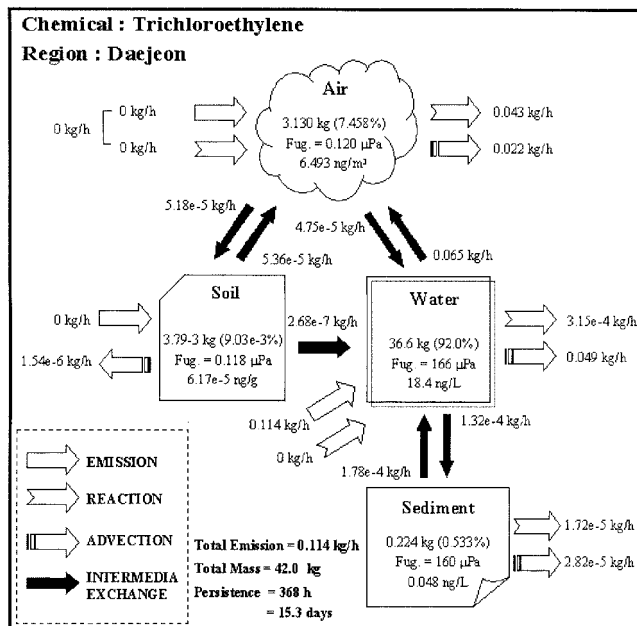 Chemical : Trichloroethylene
Region : Daejeon
Air
3.130 kg (7.458%)
Fug. = 0.120 µPa
6.493 ng/m³
0 kg/h
0 kg/h
0 kg/h
0.043 kg/h
0.022 kg/h
5.18e-5 kg/h
5.36e-5 kg/h
4.75e-5 kg/h
0.065 kg/h
Soil
3.79-3 kg (9.03e-3%)
Fug. = 0.118 µPa
6.17e-5 ng/g
0 kg/h
1.54e-6 kg/h
2.68e-7 kg/h
Water
36.6 kg (92.0%)
Fug. = 166 µPa
18.4 ng/L
3.15e-4 kg/h
0.049 kg/h
0.114 kg/h
0 kg/h
1.78e-4 kg/h
1.32e-4 kg/h
Sediment
0.224 kg (0.533%)
Fug. = 160 µPa
0.048 ng/L
1.72e-5 kg/h
2.82e-5 kg/h
EMISSION
REACTION
ADVECTION
INTERMEDIA
EXCHANGE
Total Emission = 0.114 kg/h
Total Mass = 42.0 kg
Persistence = 368 h
= 15.3 days